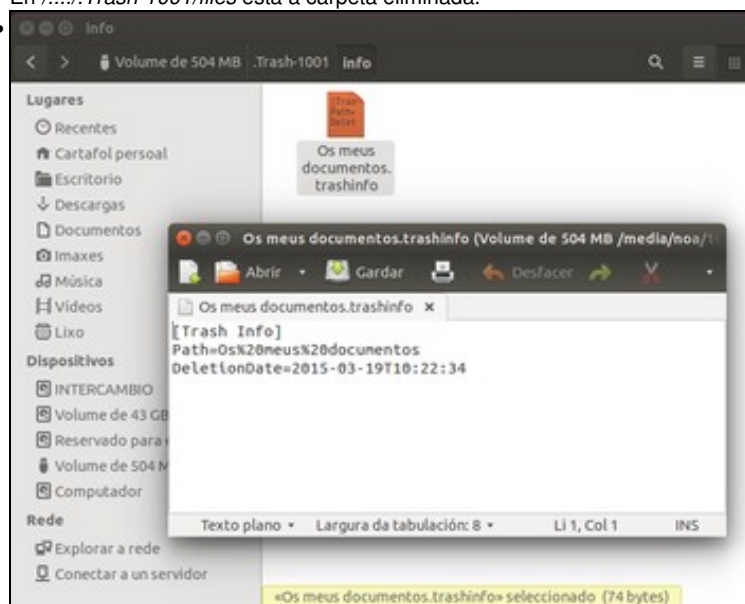 En /..../.Trash-1001/files está a carpeta eliminada.
Info
Volume de 504 MB .Trash-1001 info
Lugares
Recentes
Cartafol persoal
Escritorio
Descargas
Documentos
Imaxes
Música
Vídeos
Lixo
Dispositivos
INTERCAMBIO
Volume de 43 GB
Reservado para
Volume de 504 M
Computador
Rede
Explorar a rede
Conectar a un servidor
[Tras
Path=
Delet
Os meus
documentos.
trashinfo
Os meus documentos.trashinfo (Volume de 504 MB /media/noa/
Abrir Gardar Desfacer
Os meus documentos.trashinfo x
[Trash Info]
Path=Os%20meus%20documentos
DeletionDate=2015-03-19T10:22:34
Texto plano Largura da tabulación: 8 Li 1, Col 1 INS
«Os meus documentos.trashinfo» seleccionado (74 bytes)